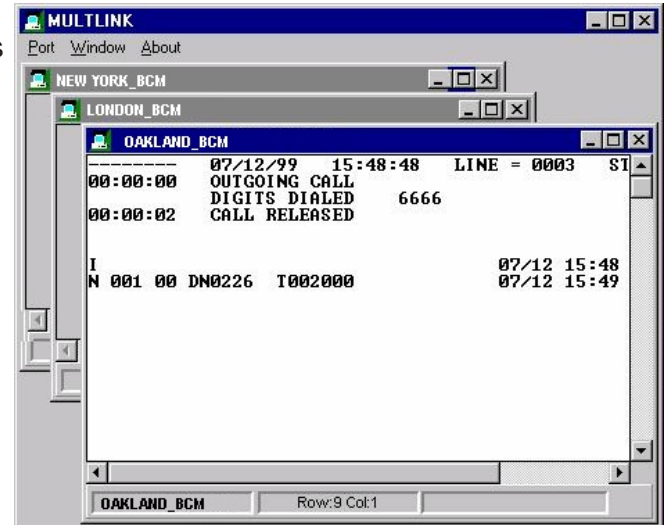 MULTLINK
s
Port Window About
NEW YORK_BCM
LONDON_BCM
OAKLAND_BCM
-------- 07/12/99 15:48:48 LINE = 0003 ST
00:00:00 OUTGOING CALL
DIGITS DIALED 6666
00:00:02 CALL RELEASED
I 07/12 15:48
N 001 00 DN0226 T002000 07/12 15:49
OAKLAND_BCM Row:9 Col:1